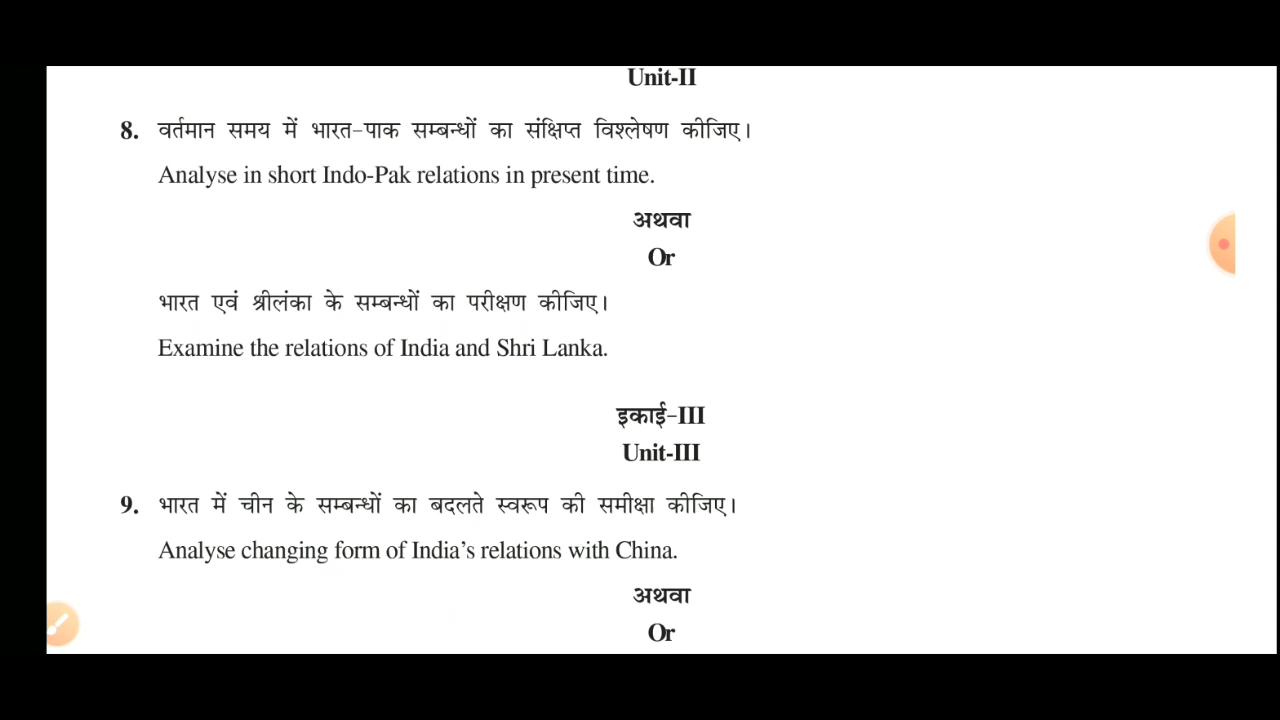 Unit-II
8. वर्तमान समय में भारत-पाक सम्बन्धों का संक्षिप्त विश्लेषण कीजिए।
Analyse in short Indo-Pak relations in present time.
अथवा
Or
भारत एवं श्रीलंका के सम्बन्धों का परीक्षण कीजिए।
Examine the relations of India and Shri Lanka.
इकाई-III
Unit-III
9. भारत में चीन के सम्बन्धों का बदलते स्वरूप की समीक्षा कीजिए।
Analyse changing form of India's relations with China.
अथवा
Or